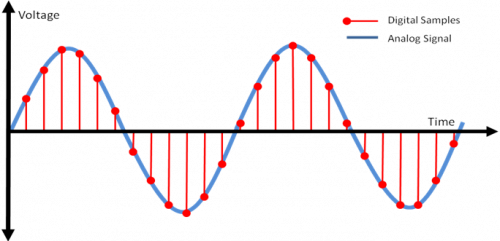 Voltage
Digital Samples
Analog Signal
Time